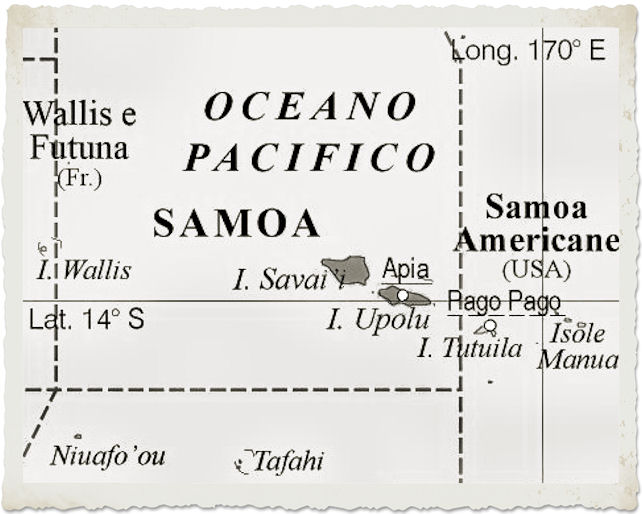 Long. 170° E
OCEANO
PACIFICO
Wallis e
Futuna
(Fr.)
SAMOA
Samoa
Americane
(USA)
I. Wallis
I. Savai'i
Apia
Lat. 14° S
I. Upolu
Pago Pago
I. Tutuila
Isole
Manua
Niuafo'ou
Tafahi